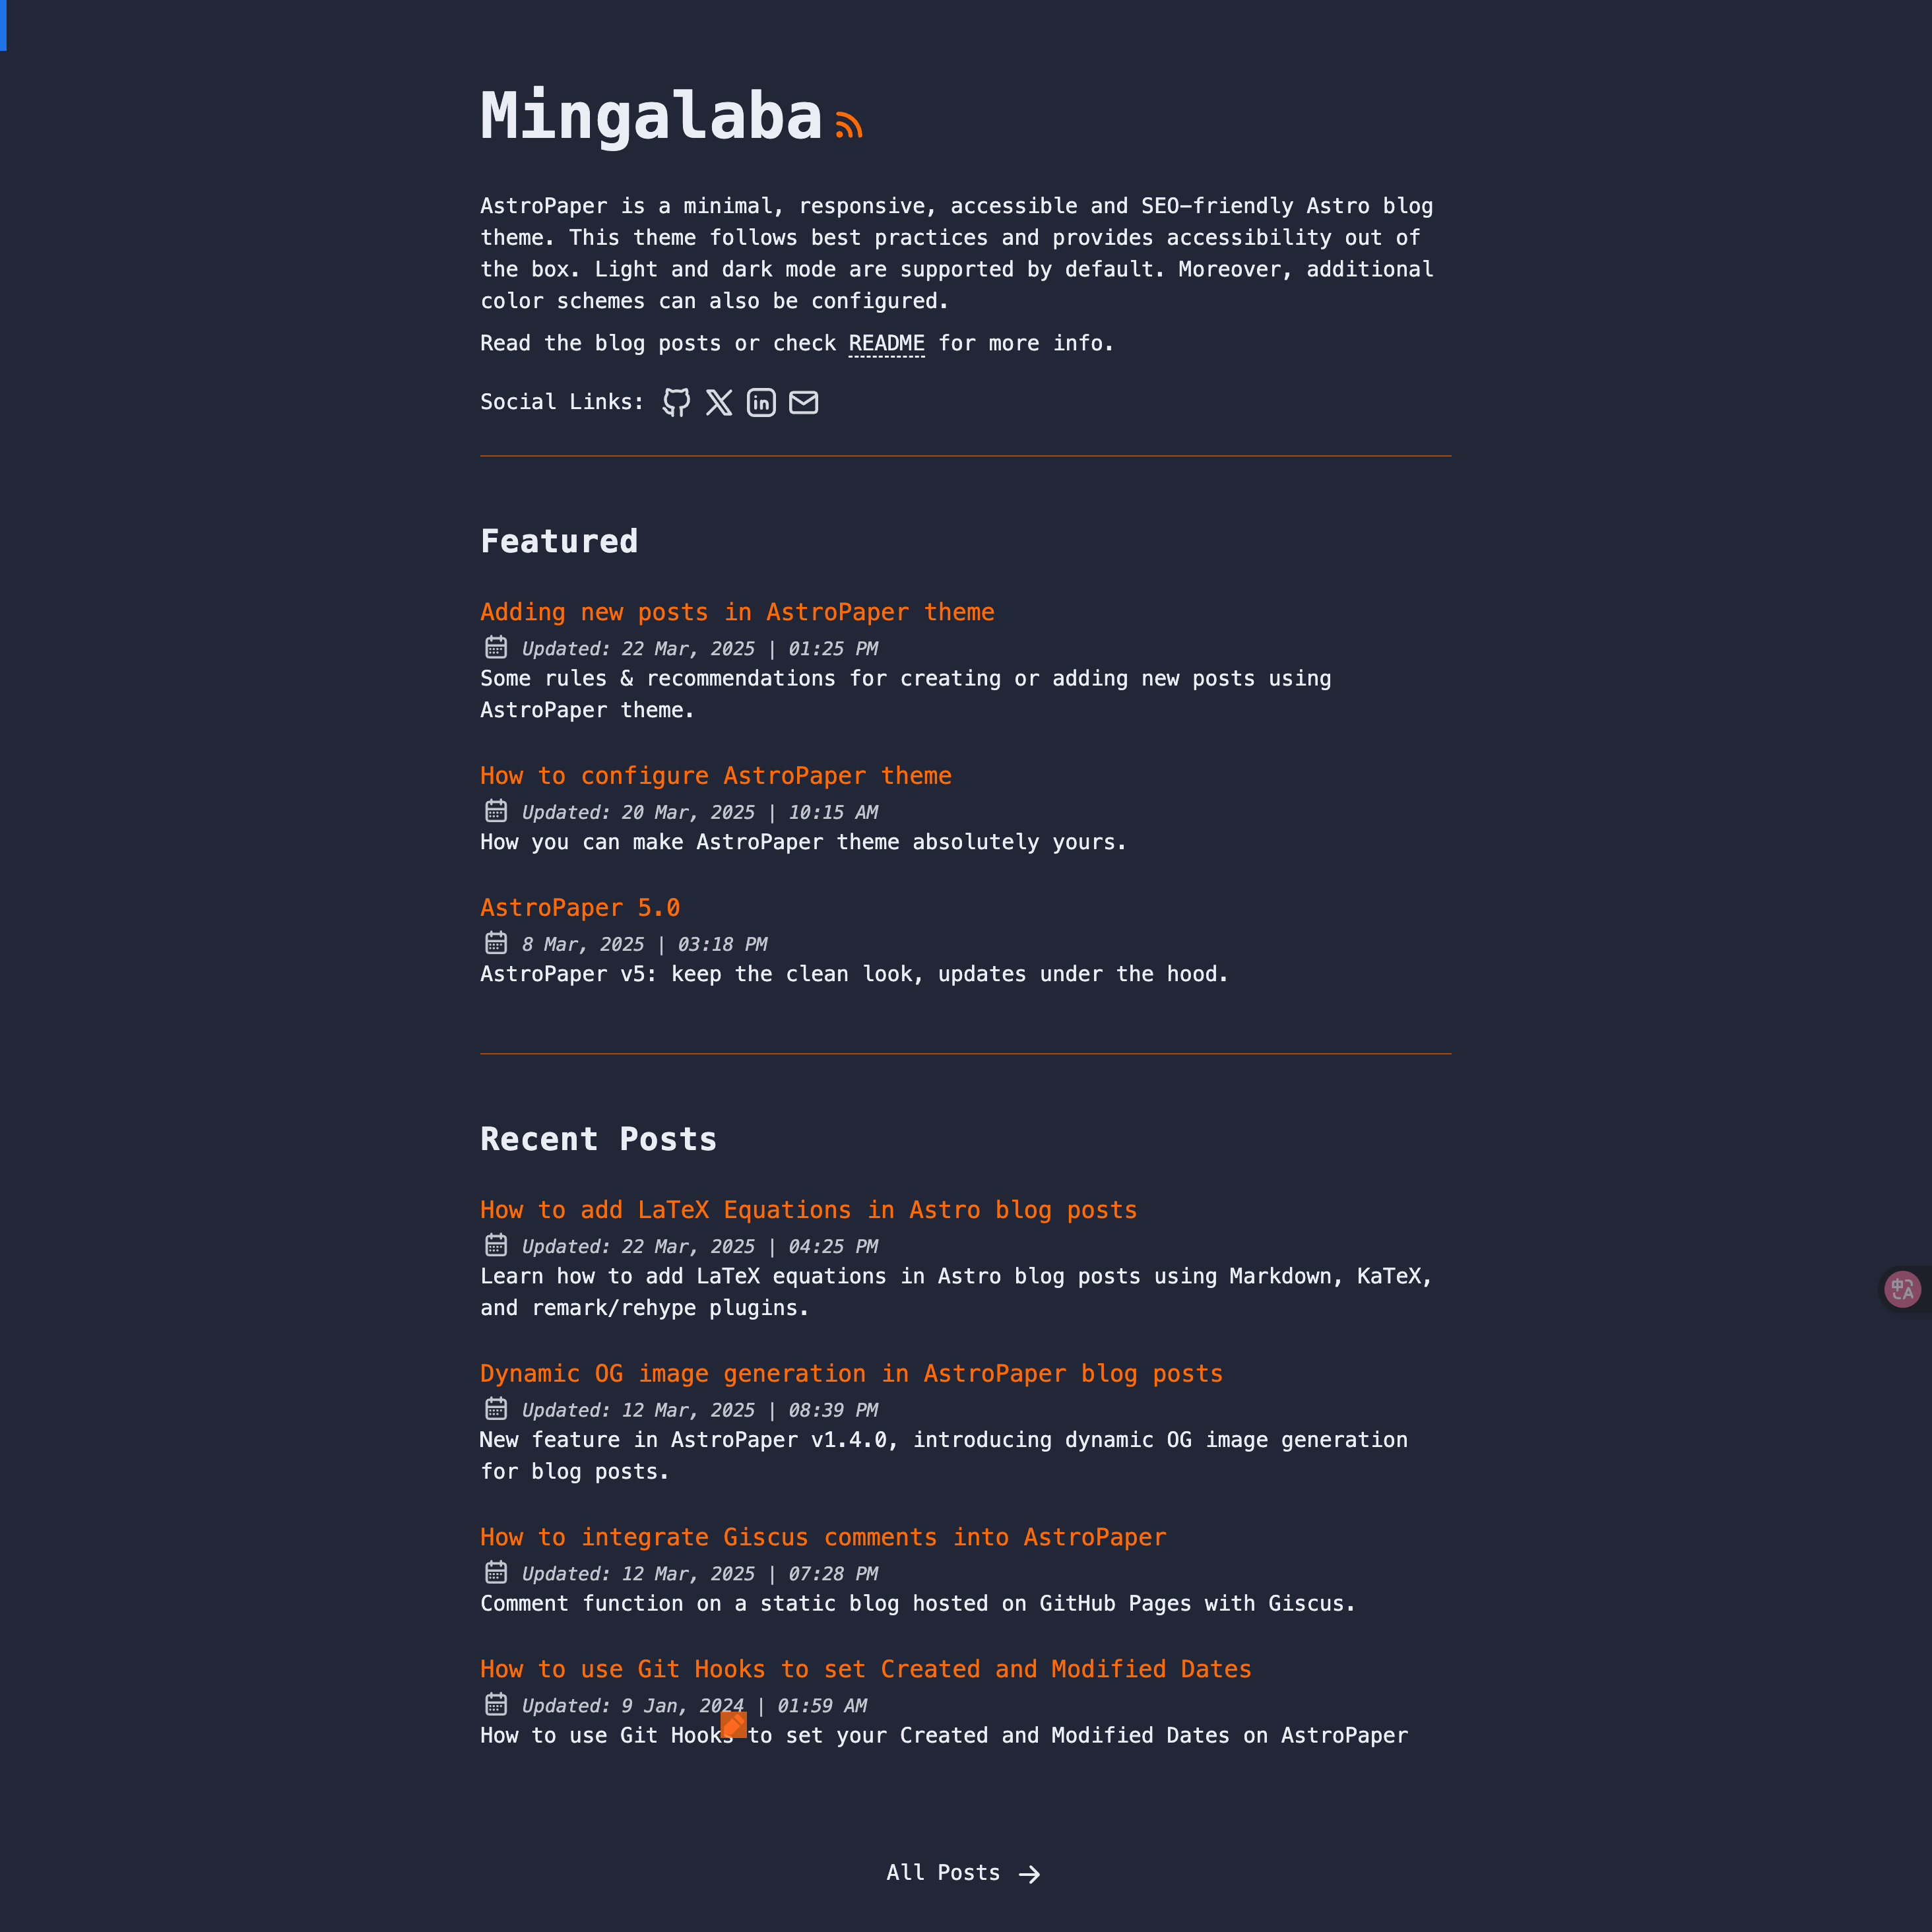 Mingalaba
AstroPaper is a minimal, responsive, accessible and SEO-friendly Astro blog
theme. This theme follows best practices and provides accessibility out of
the box. Light and dark mode are supported by default. Moreover, additional
color schemes can also be configured.
Read the blog posts or check README for more info.
Social Links:
Featured
Adding new posts in AstroPaper theme
Updated: 22 Mar, 2025 | 01:25 PM
Some rules & recommendations for creating or adding new posts using
AstroPaper theme.
How to configure AstroPaper theme
Updated: 20 Mar, 2025 | 10:15 AM
How you can make AstroPaper theme absolutely yours.
AstroPaper 5.0
8 Mar, 2025 | 03:18 PM
AstroPaper v5: keep the clean look, updates under the hood.
Recent Posts
How to add LaTeX Equations in Astro blog posts
Updated: 22 Mar, 2025 | 04:25 PM
Learn how to add LaTeX equations in Astro blog posts using Markdown, KaTeX,
and remark/rehype plugins.
Dynamic OG image generation in AstroPaper blog posts
Updated: 12 Mar, 2025 | 08:39 PM
New feature in AstroPaper v1.4.0, introducing dynamic OG image generation
for blog posts.
How to integrate Giscus comments into AstroPaper
Updated: 12 Mar, 2025 | 07:28 PM
Comment function on a static blog hosted on GitHub Pages with Giscus.
How to use Git Hooks to set Created and Modified Dates
Updated: 9 Jan, 2024 | 01:59 AM
How to use Git Hooks to set your Created and Modified Dates on AstroPaper
All Posts